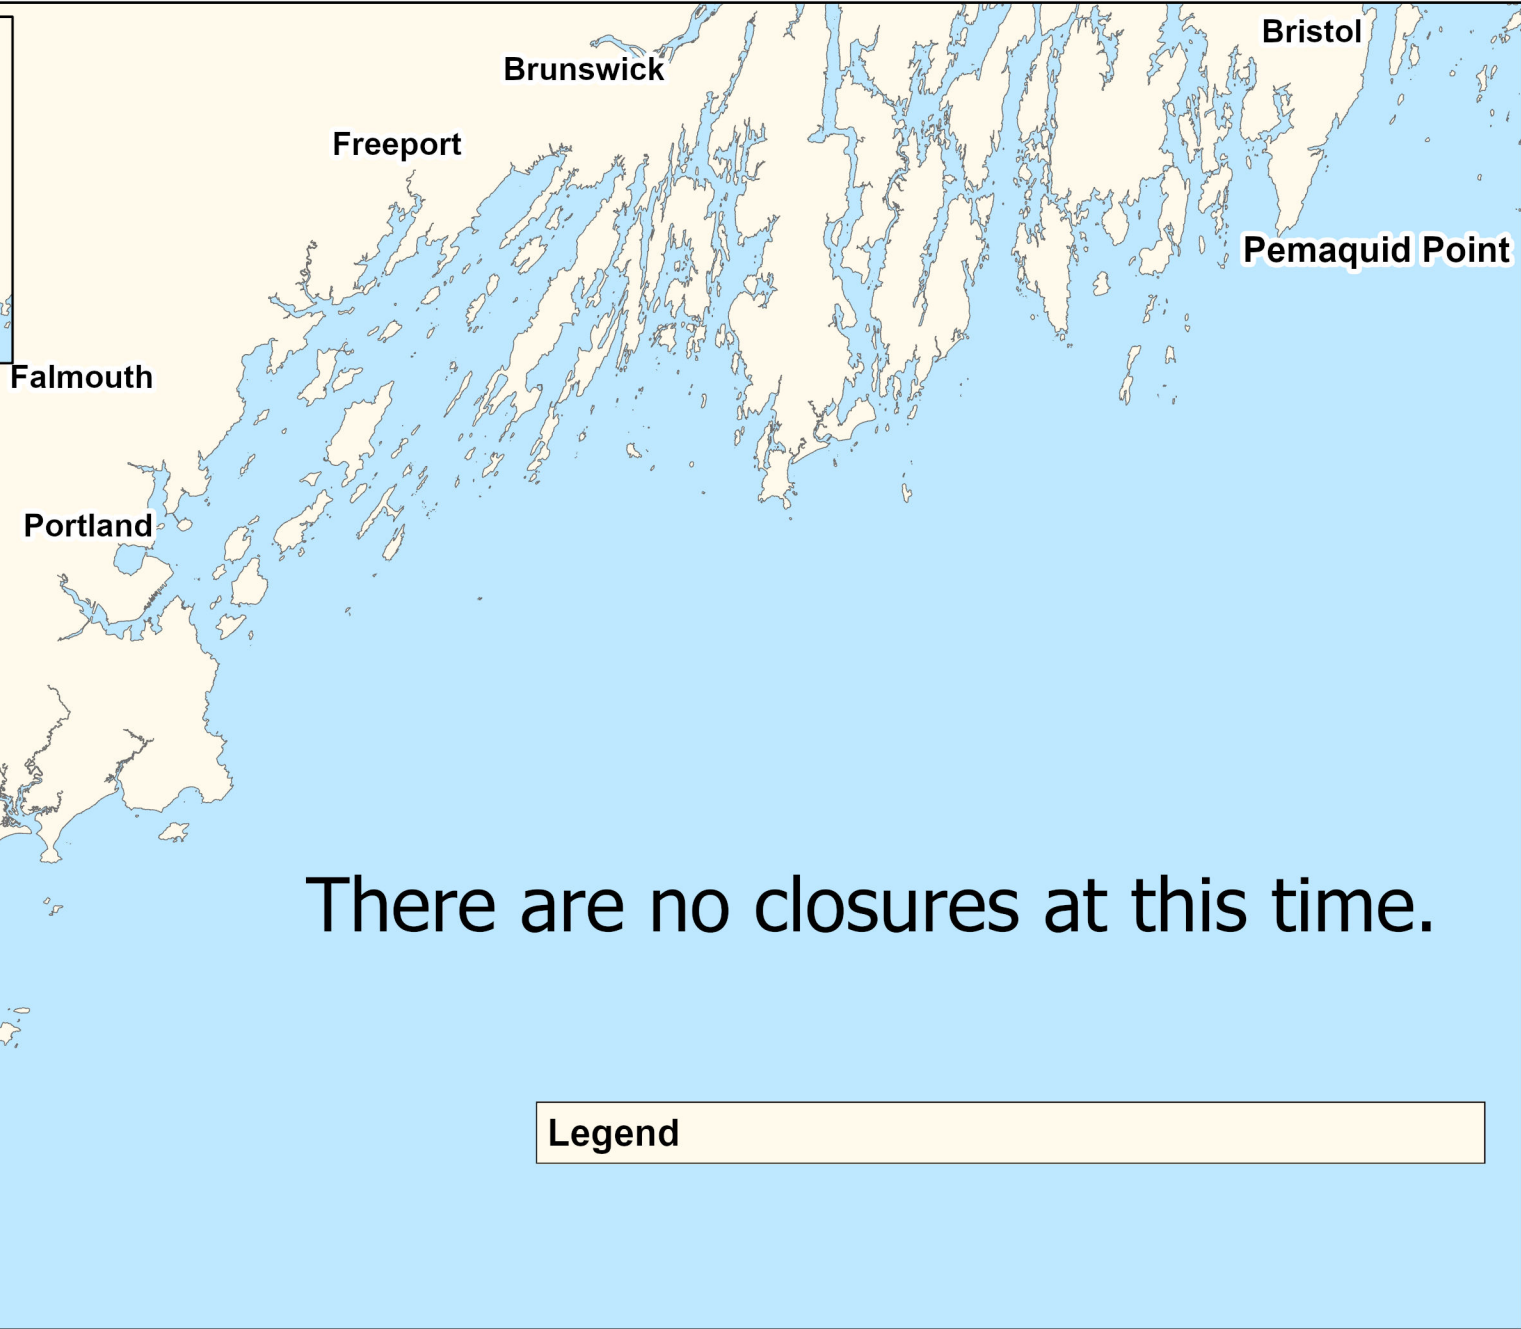 Bristol
Brunswick
Freeport
Pemaquid Point
Falmouth
Portland
There are no closures at this time.
Legend